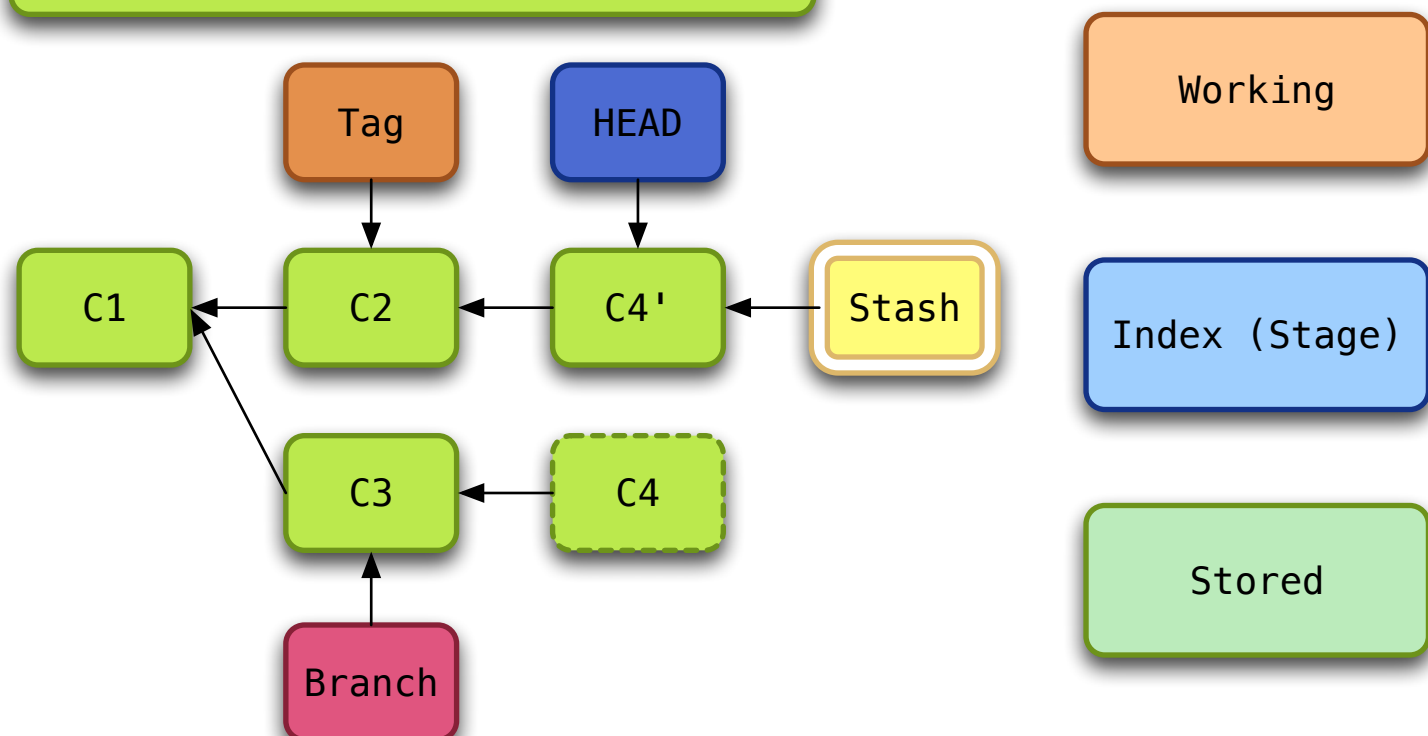 Tag
HEAD
Working
C1
C2
C4'
Stash
Index (Stage)
C3
C4
Stored
Branch